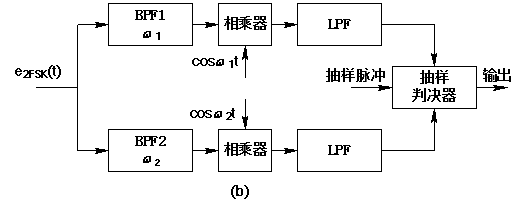 BPF1
ω1
相乘器
LPF
cosω1t
e2FSK(t)
抽样脉冲
抽样
判决器
输出
cosω2t
BPF2
ω2
相乘器
LPF
(b)